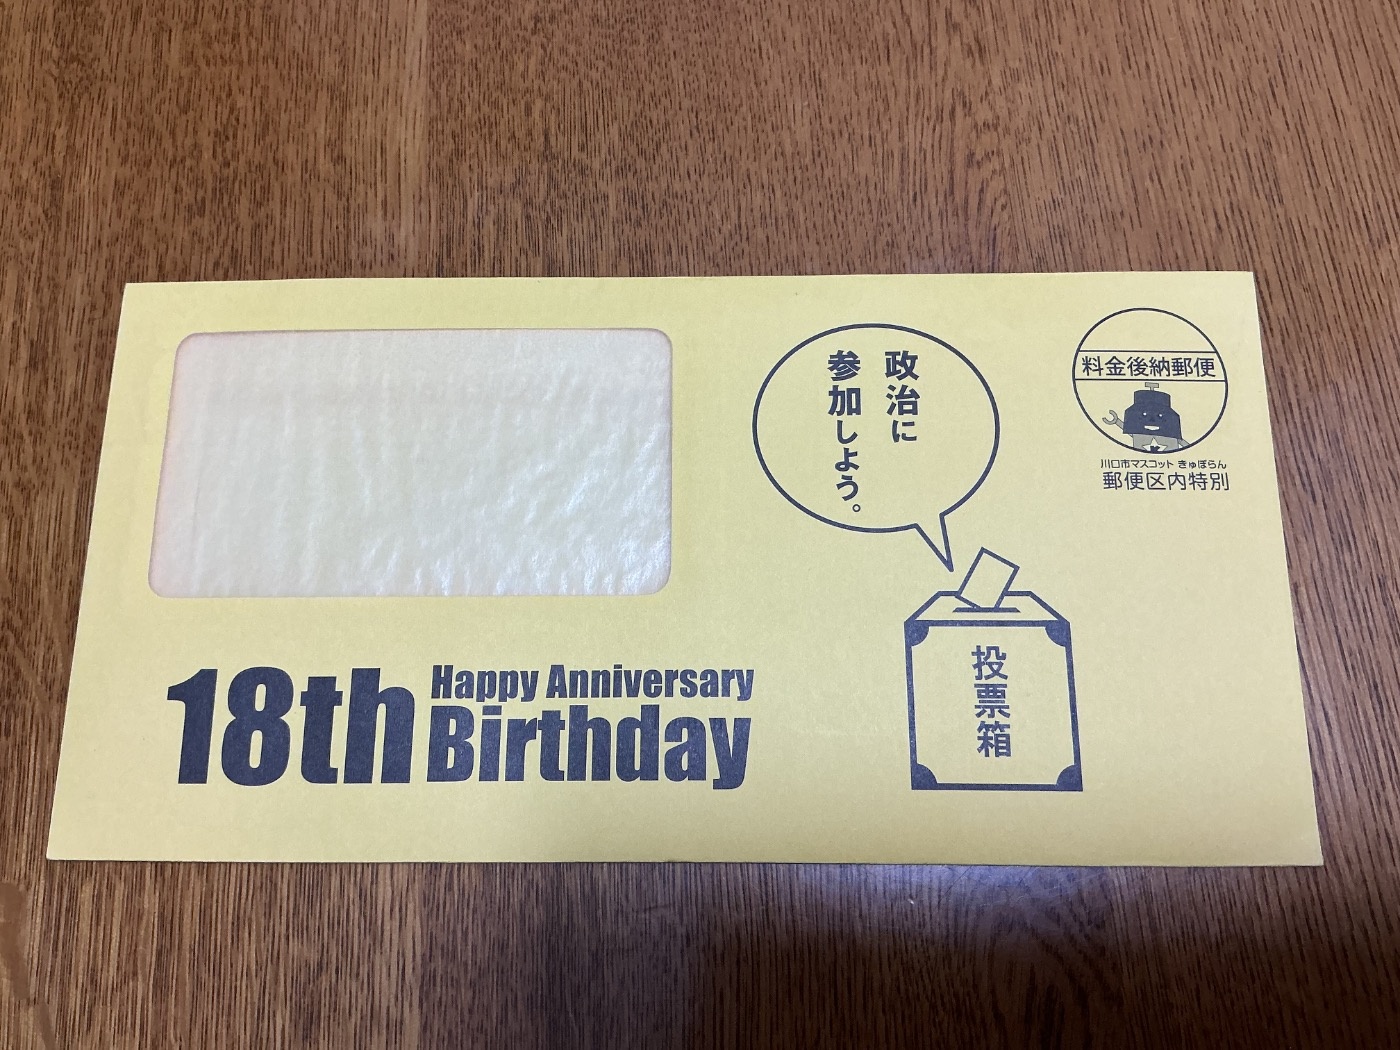 政治に
参加しよう。
料金後納郵便
川口市マスコット きゅぽらん
郵便区内特別
投票箱
18th
Happy Anniversary
Birthday